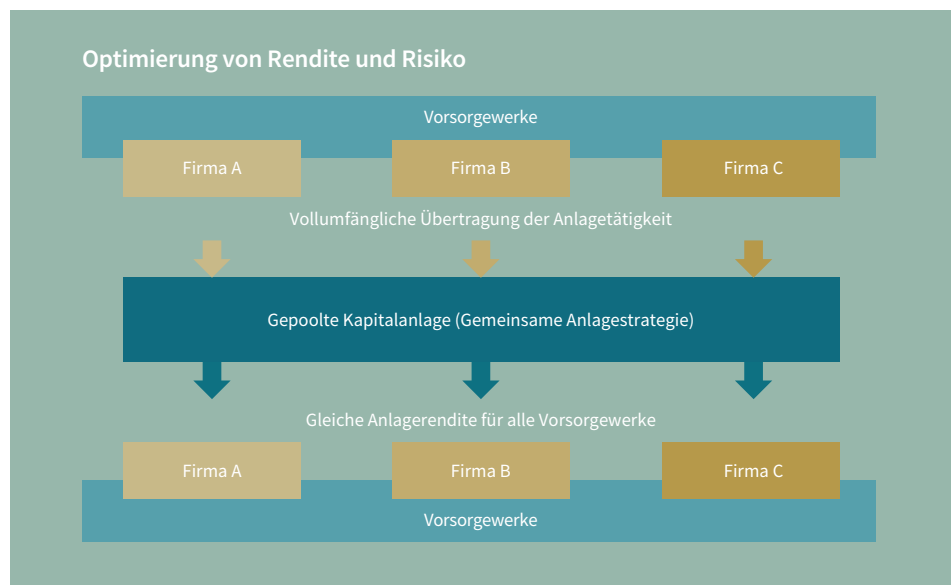 Optimierung von Rendite und Risiko
Vorsorgewerke
Firma A
Firma B
Firma C
Vollumfängliche Übertragung der Anlagetätigkeit
Gepoolte Kapitalanlage (Gemeinsame Anlagestrategie)
Gleiche Anlagerendite für alle Vorsorgewerke
Firma A
Firma B
Firma C
Vorsorgewerke